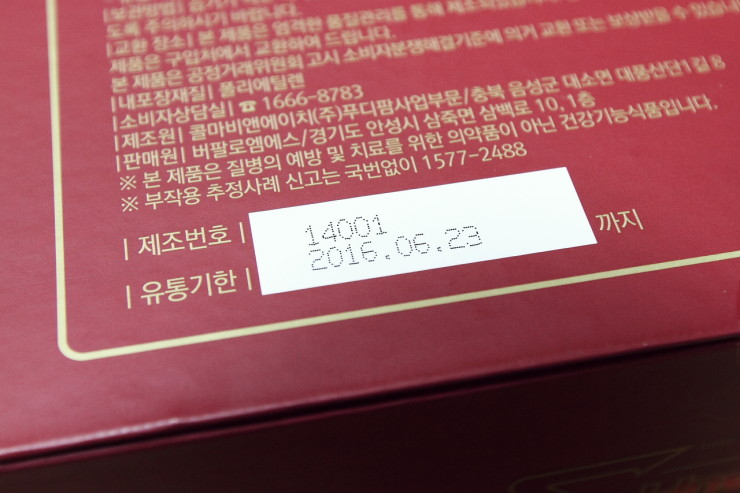 도록 주의하시기 바랍니다.
|교환 장소| 본 제품은 엄격한 품질관리를 통해 제조되었
제품은 구입처에서 교환하여 드립니다.
본 제품은 공정거래위원회 고시 소비자분쟁해결기준에 의거 교환 또는 보상받을 수 있습니
|내포장재질| 폴리에틸렌
|소비자상담실| ☎ 1666-8783
|제조원| 콜마비앤에이치(주)푸디팜사업부문/충북 음성군 대소면 대풍산단1길 8
|판매원| 버팔로엠에스/경기도 안성시 삼죽면 삼백로 10, 1층
※ 본 제품은 질병의 예방 및 치료를 위한 의약품이 아닌 건강기능식품입니다.
※ 부작용 추정사례 신고는 국번없이 1577-2488
| 제조번호 | 14001
| 유통기한 | 2016.06.23 까지